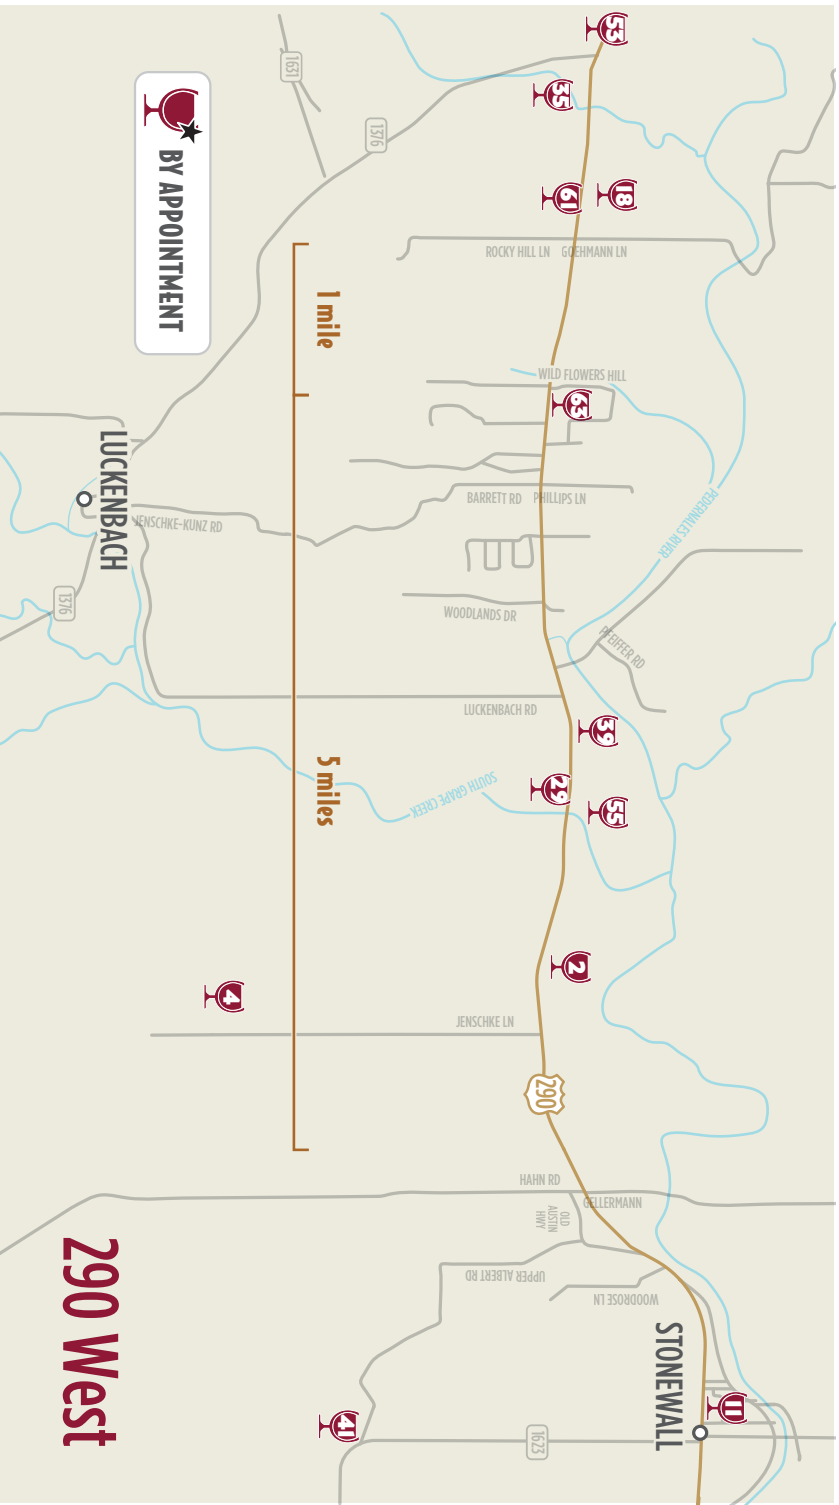 53
35
18
61
1631
1376
BY APPOINTMENT
ROCKY HILL LN
GOEHMANN LN
1 mile
WILD FLOWERS HILL
63
BARRETT RD
PHILLIPS LN
PEDERNALES RIVER
LUCKENBACH
JENSCHKE-KUNZ RD
1376
WOODLANDS DR
PFEIFFER RD
LUCKENBACH RD
39
29
55
5 miles
SOUTH GRAPE CREEK
2
4
JENSCHKE LN
290
HAHN RD
GELLERMANN
OLD
AUSTIN
HWY
UPPER ALBERT RD
WOODROSE LN
290 West
STONEWALL
11
41
1623